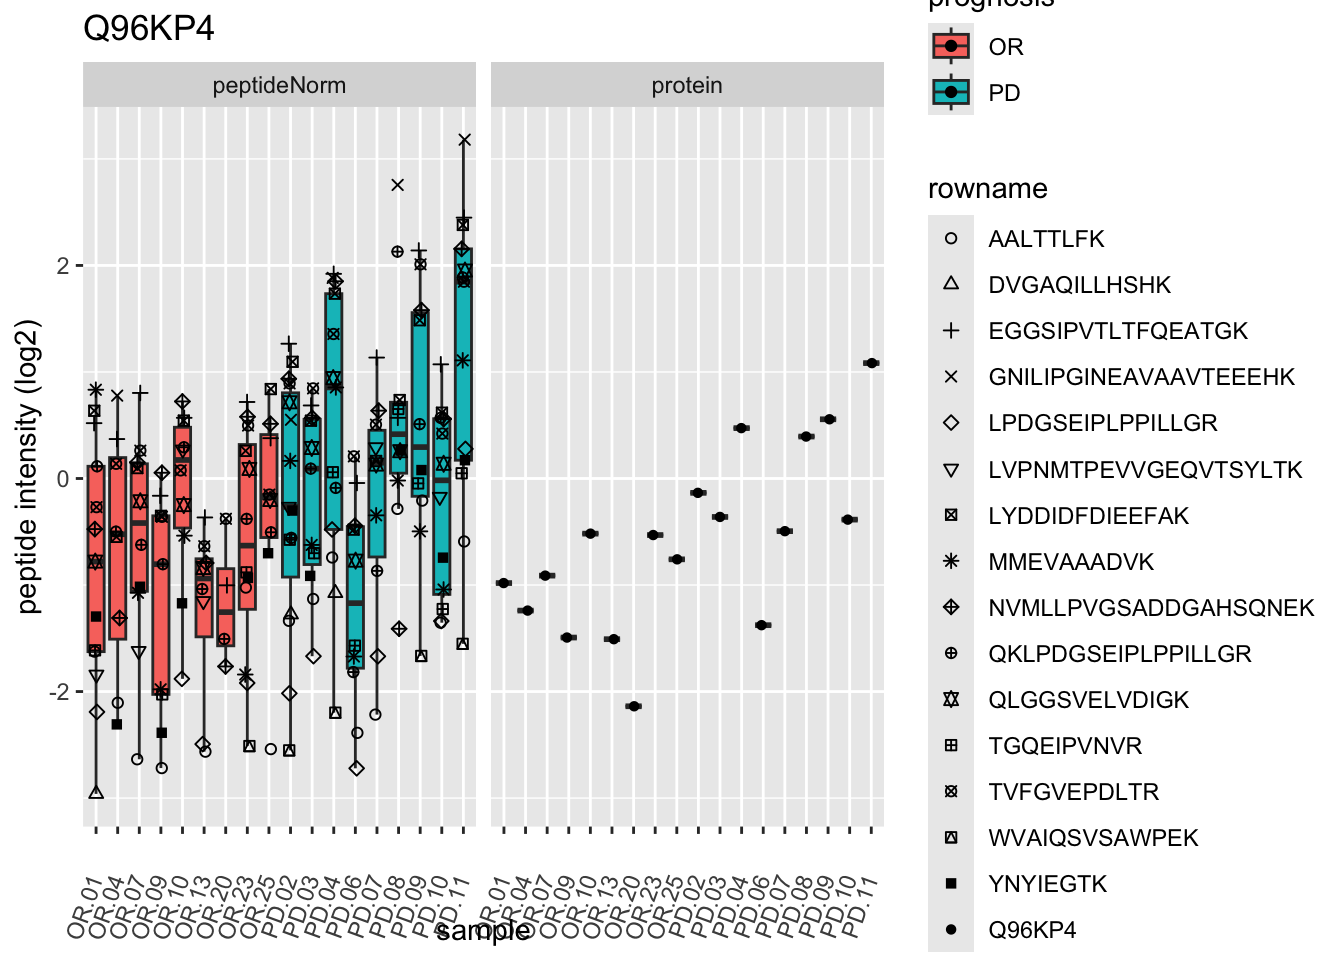 Q96KP4
peptideNorm
protein
peptide intensity (log2)
2
0
-2
OR.01
OR.04
OR.07
OR.09
OR.10
OR.13
OR.20
OR.23
OR.25
PD.02
PD.03
PD.04
PD.06
PD.07
PD.08
PD.09
PD.10
PD.11
OR.01
OR.04
OR.07
OR.09
OR.10
OR.13
OR.20
OR.23
OR.25
PD.02
PD.03
PD.04
PD.06
PD.07
PD.08
PD.09
PD.10
PD.11
sample
prognosis
OR
PD
rowname
AALTTLFK
DVGAQILLHSHK
EGGSIPVTLTFQEATGK
GNILIPGINEAVAAVTEEEHK
LPDGSEIPLPPILLGR
LVPNMTPEVVGEQVTSYLTK
LYDDIDFDIEEFAK
MMEVAAADVK
NVMLLPVGSADDGAHSQNEK
QKLPDGSEIPLPPILLGR
QLGGSVELVDIGK
TGQEIPVNVR
TVFGVEPDLTR
WVAIQSVSAWPEK
YNYIEGTK
Q96KP4